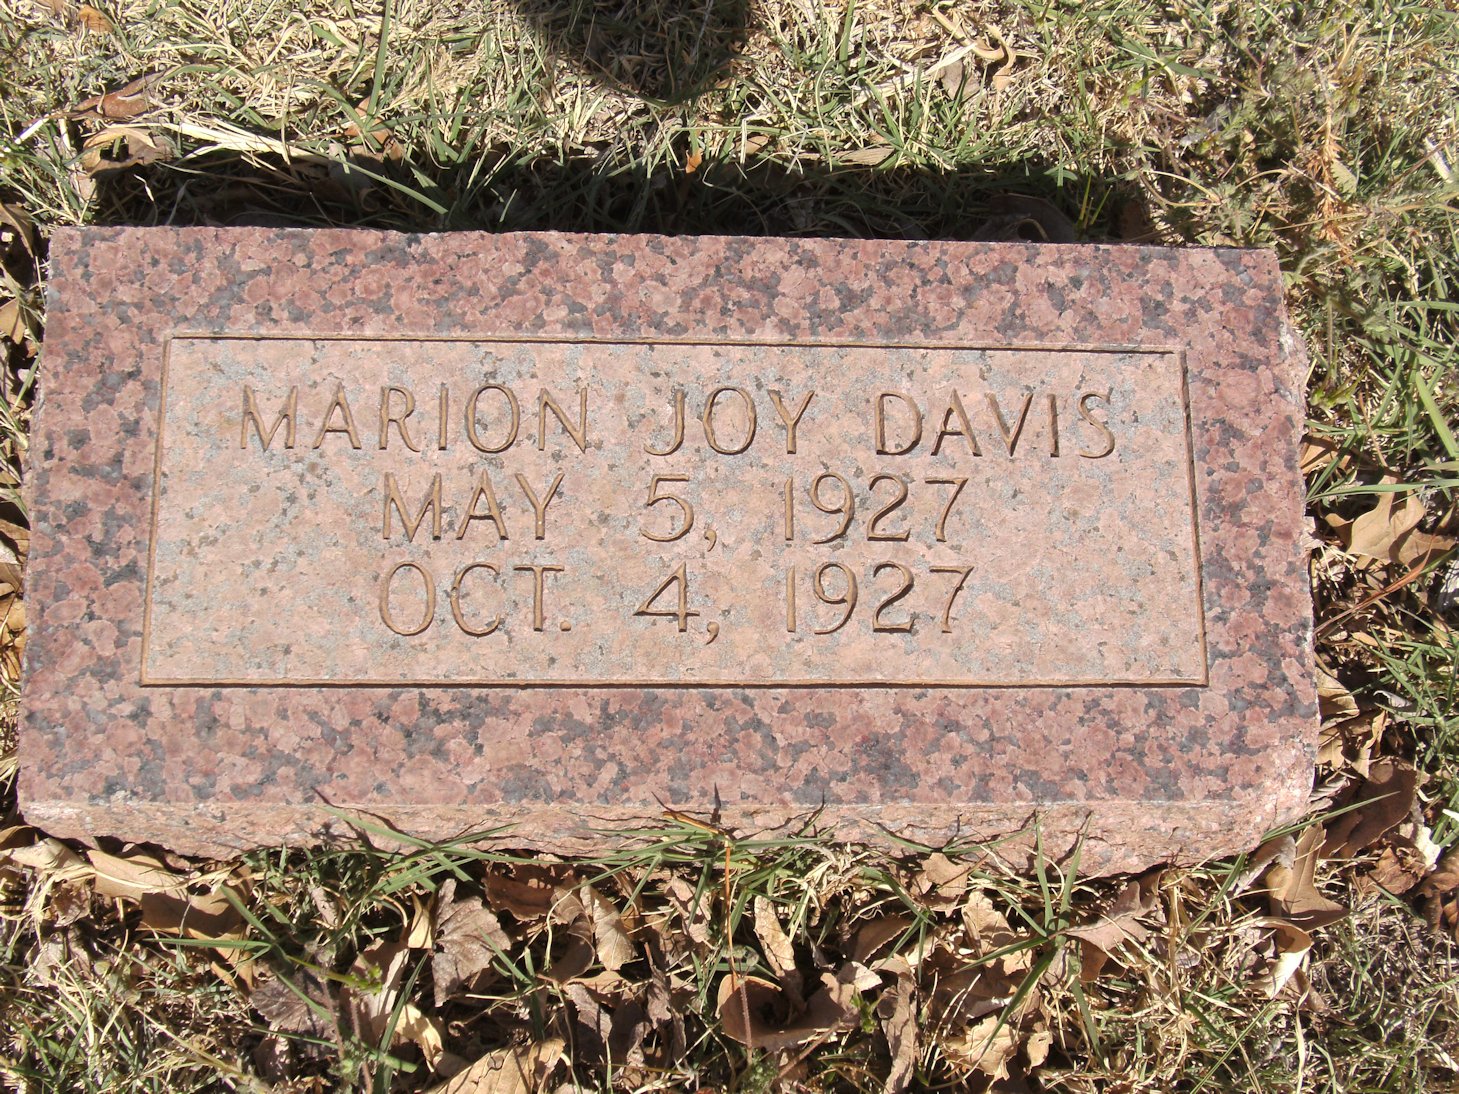 MARION JOY DAVIS
MAY 5, 1927
OCT. 4, 1927